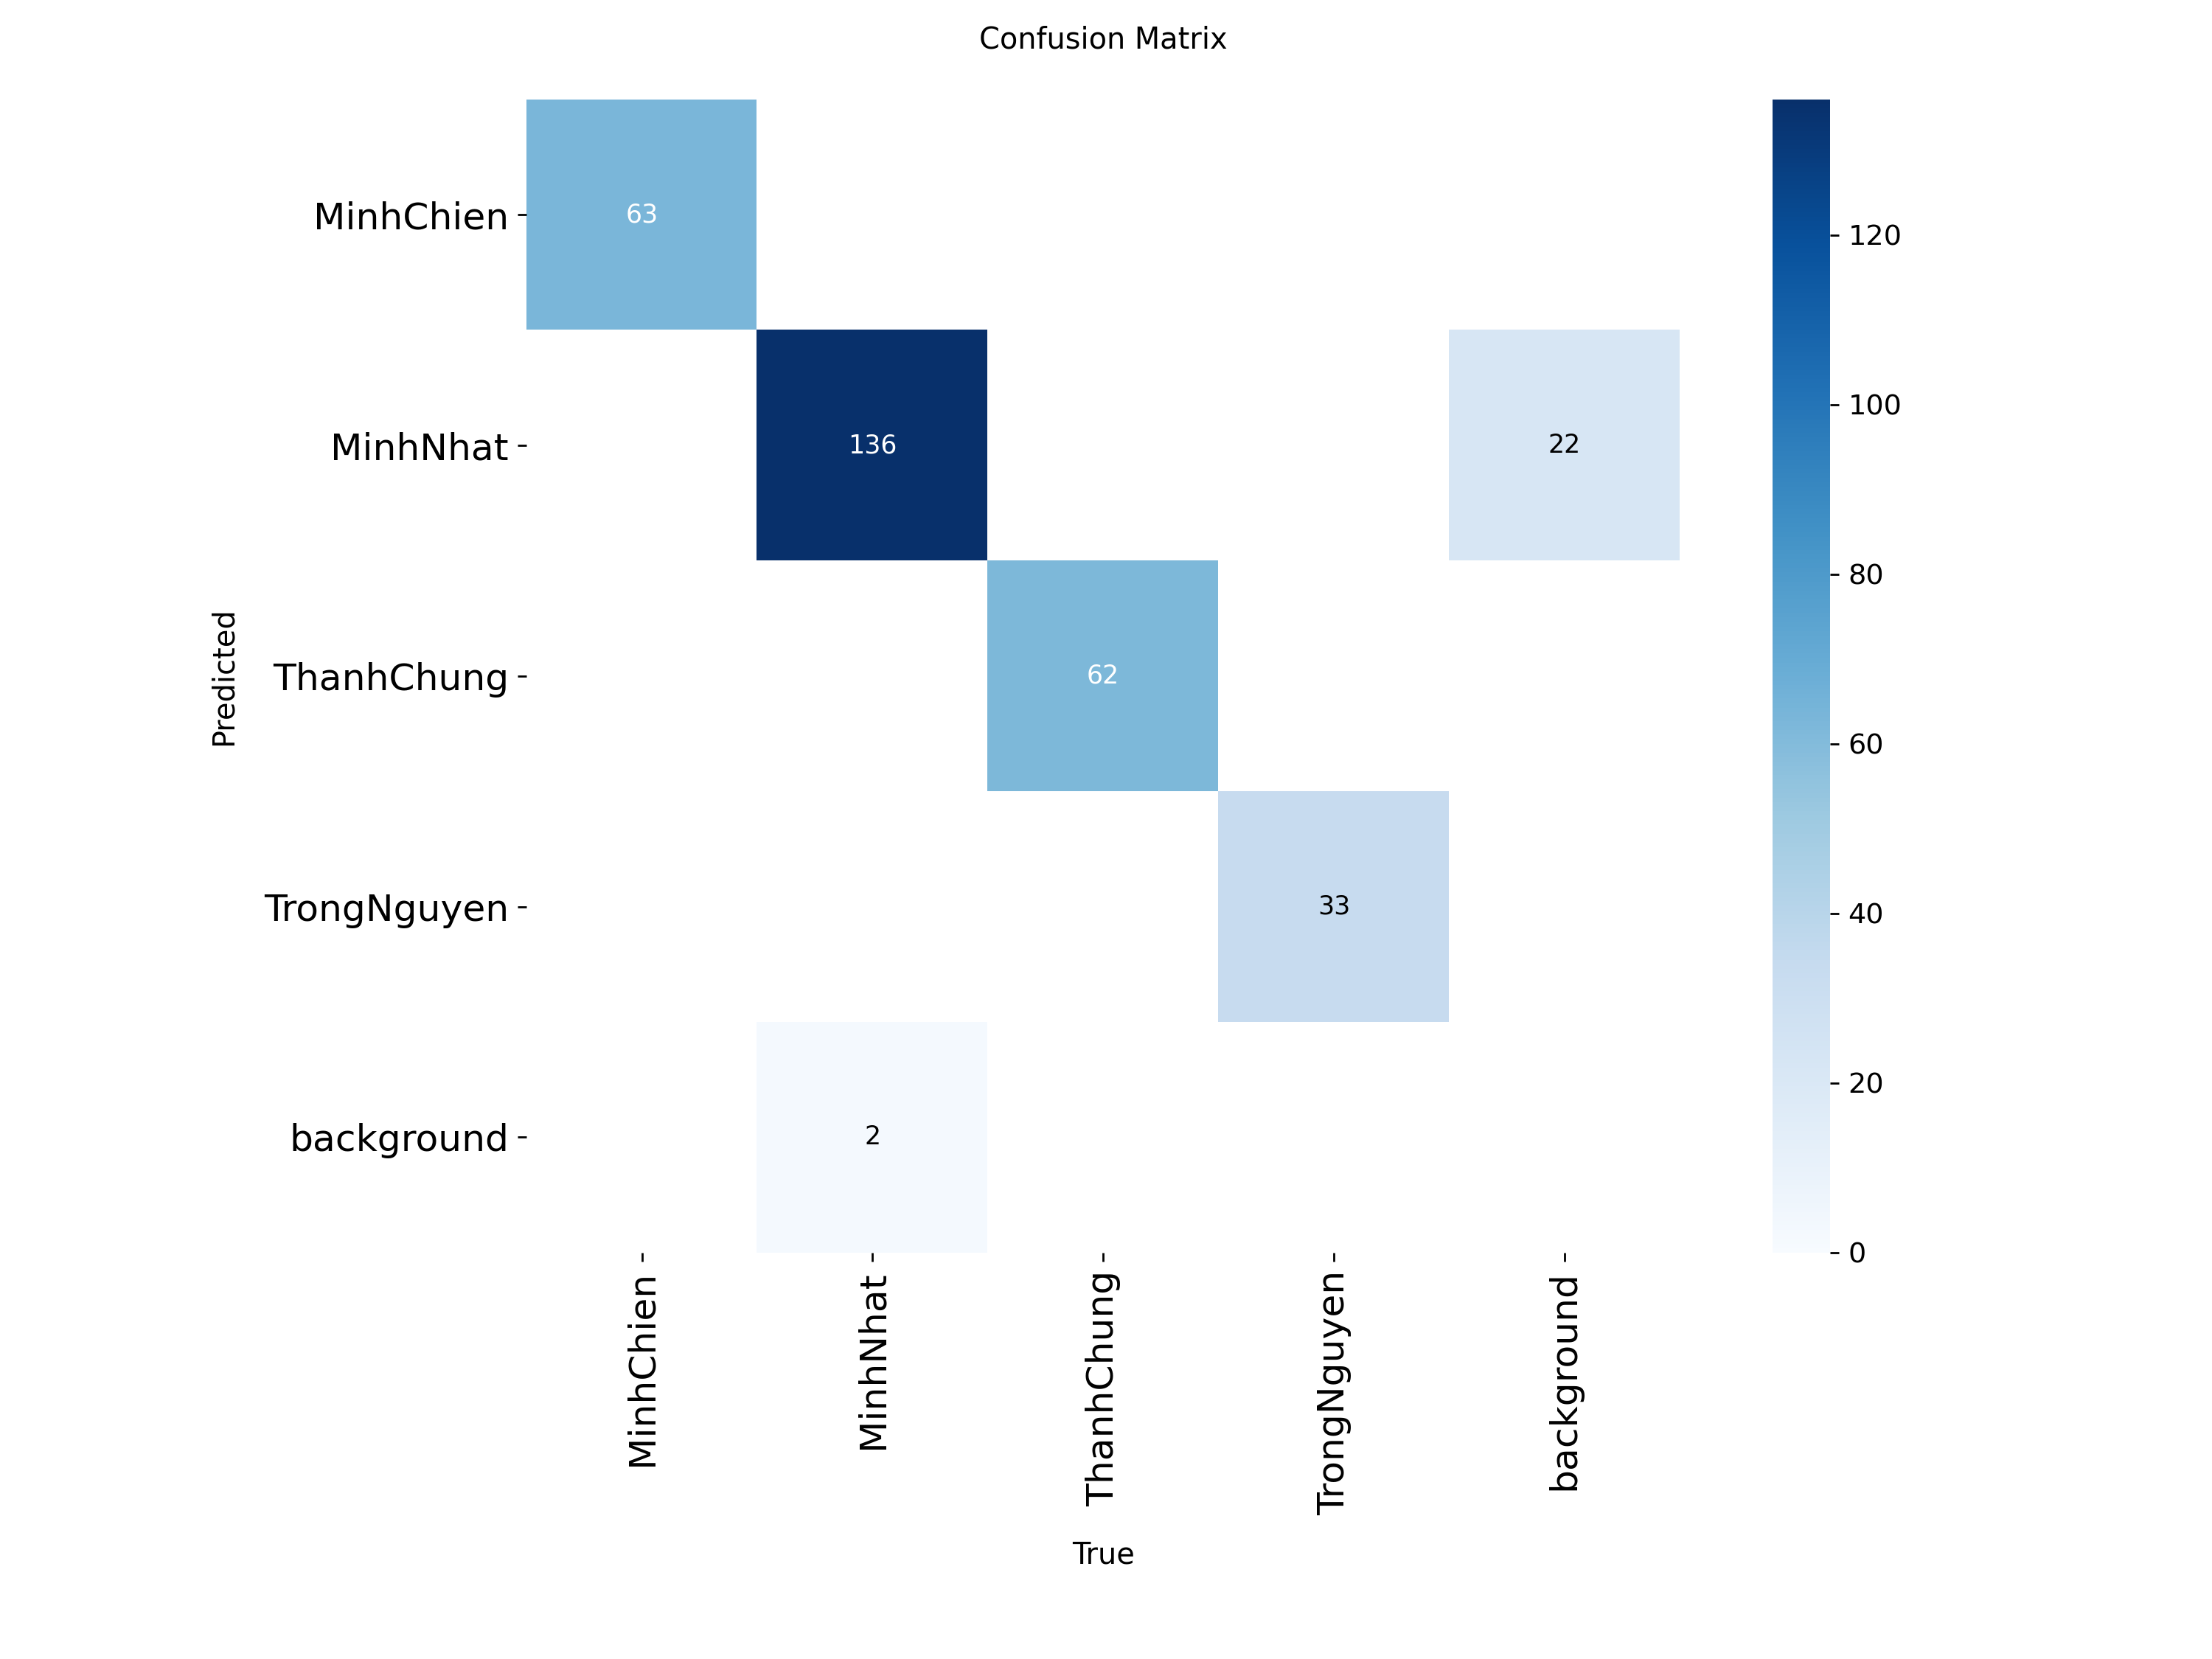 Confusion Matrix
MinhChien
63
MinhNhat
136
22
ThanhChung
62
TrongNguyen
33
background
2
Predicted
MinhChien
MinhNhat
ThanhChung
TrongNguyen
background
True
120
100
80
60
40
20
0